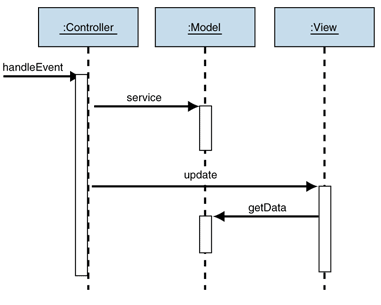 :Controller
:Model
:View
handleEvent
service
update
getData